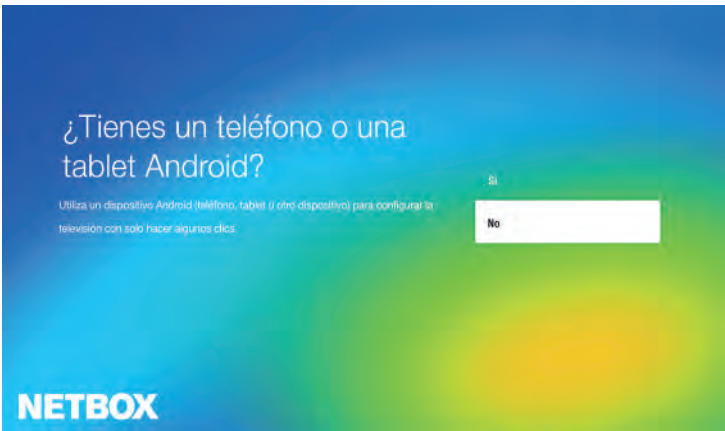 ¿Tienes un teléfono o una
tablet Android?
Utiliza un dispositivo Android (teléfono, tablet u otro dispositivo) para configurar la
televisión con solo hacer algunos clics.
Sí
No
NETBOX